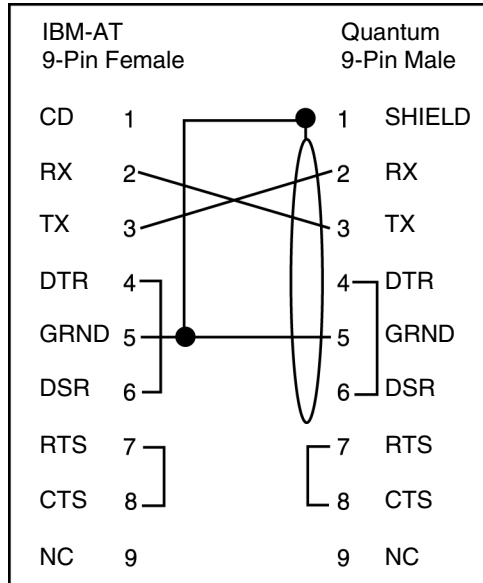 IBM-AT Quantum
9-Pin Female 9-Pin Male
CD 1 1 SHIELD
RX 2 2 RX
TX 3 3 TX
DTR 4 4 DTR
GRND 5 5 GRND
DSR 6 6 DSR
RTS 7 7 RTS
CTS 8 8 CTS
NC 9 9 NC